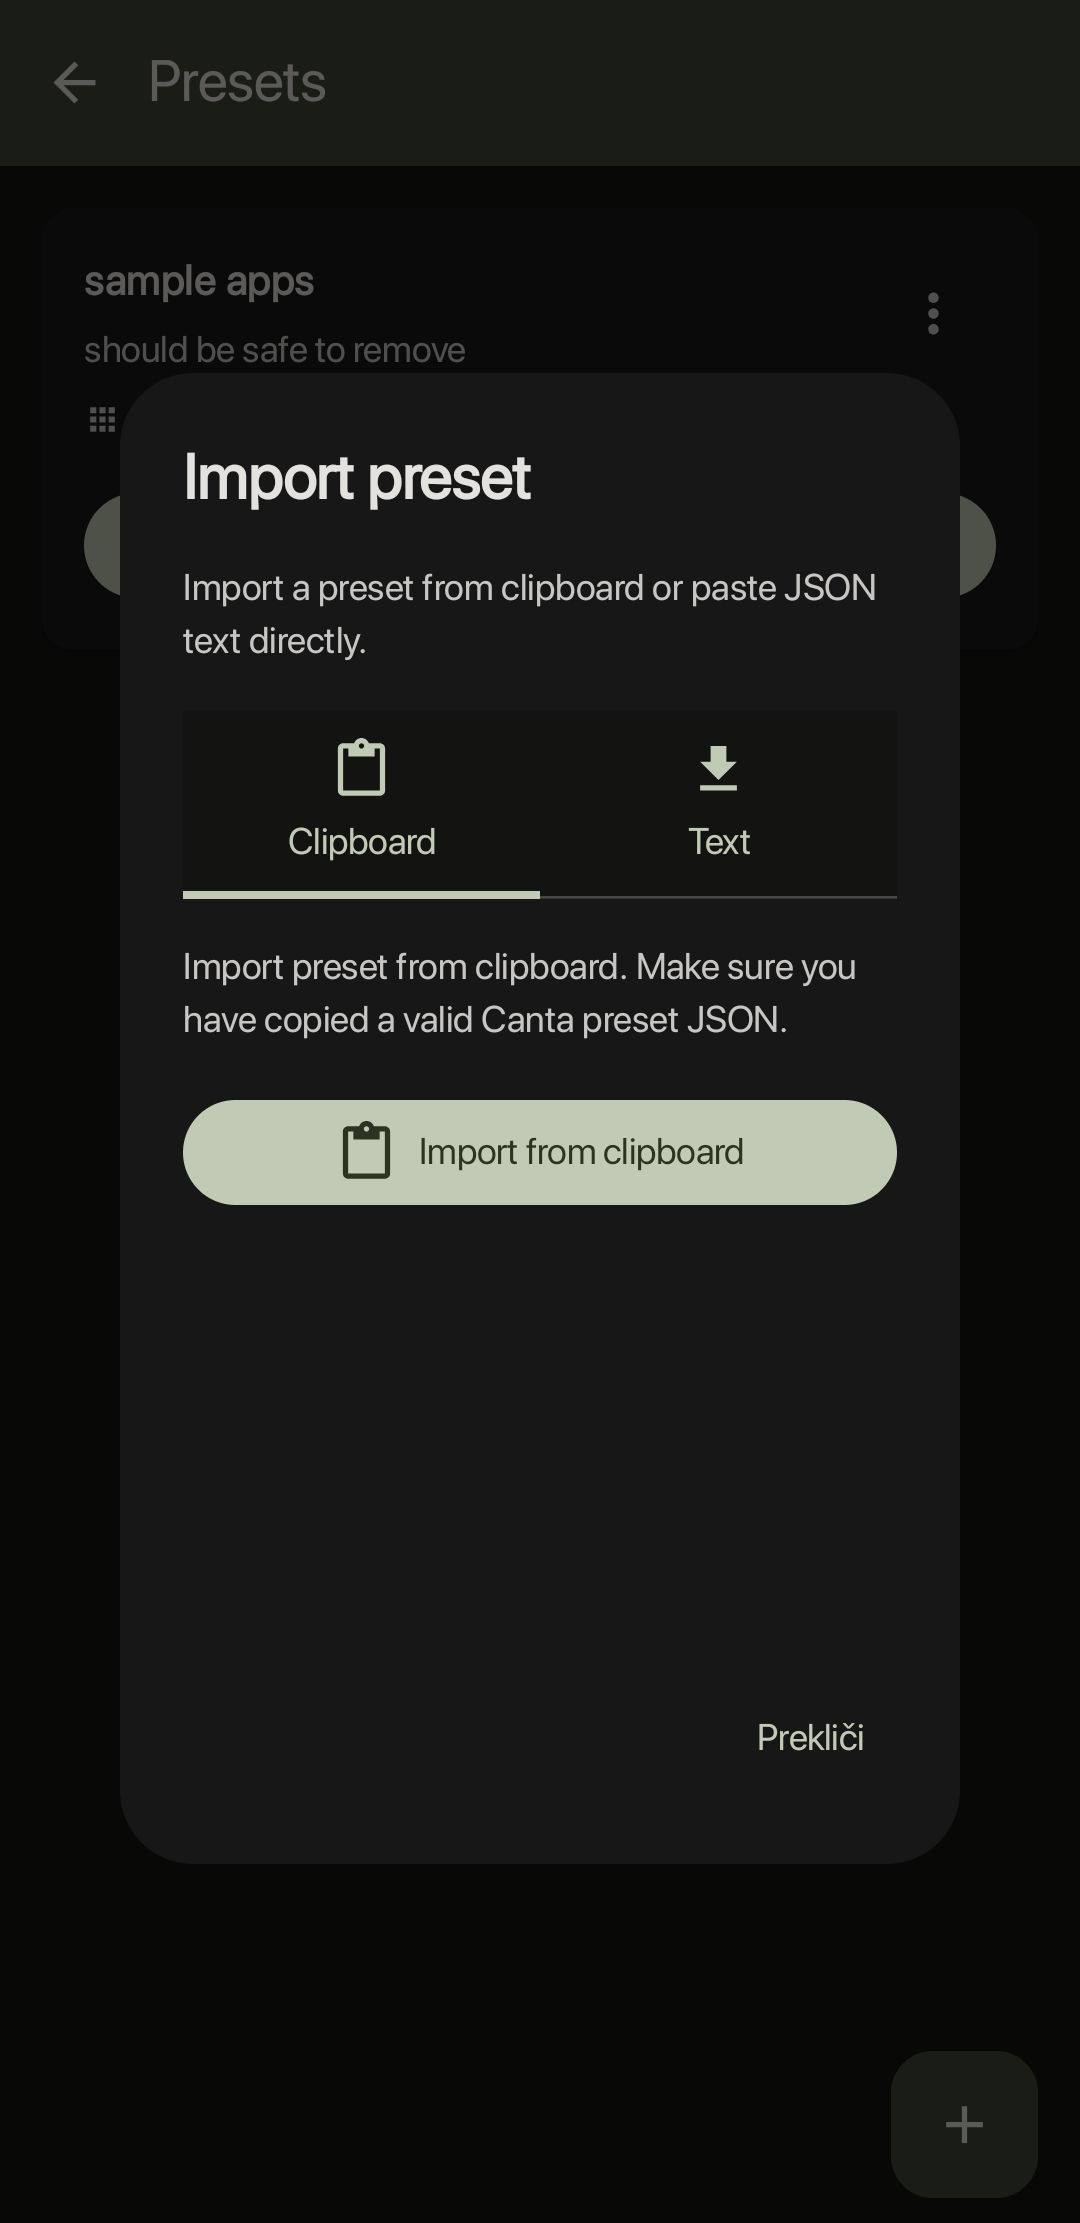 Presets
sample apps
should be safe to remove
Import preset
Import a preset from clipboard or paste JSON
text directly.
Clipboard
Text
Import preset from clipboard. Make sure you
have copied a valid Canta preset JSON.
Import from clipboard
Prekliči